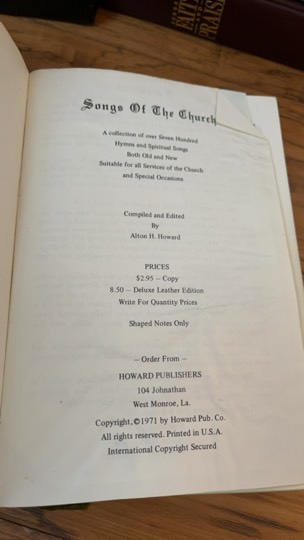 Songs Of The Church
A collection of over Seven Hundred
Hymns and Spiritual Songs
Both Old and New
Suitable for all Services of the Church
and Special Occasions
Compiled and Edited
By
Alton H. Howard
PRICES
$2.95 — Copy
8.50 — Deluxe Leather Edition
Write For Quantity Prices
Shaped Notes Only
— Order From —
HOWARD PUBLISHERS
104 Johnathan
West Monroe, La.
Copyright, ©1971 by Howard Pub. Co.
All rights reserved. Printed in U.S.A.
International Copyright Secured